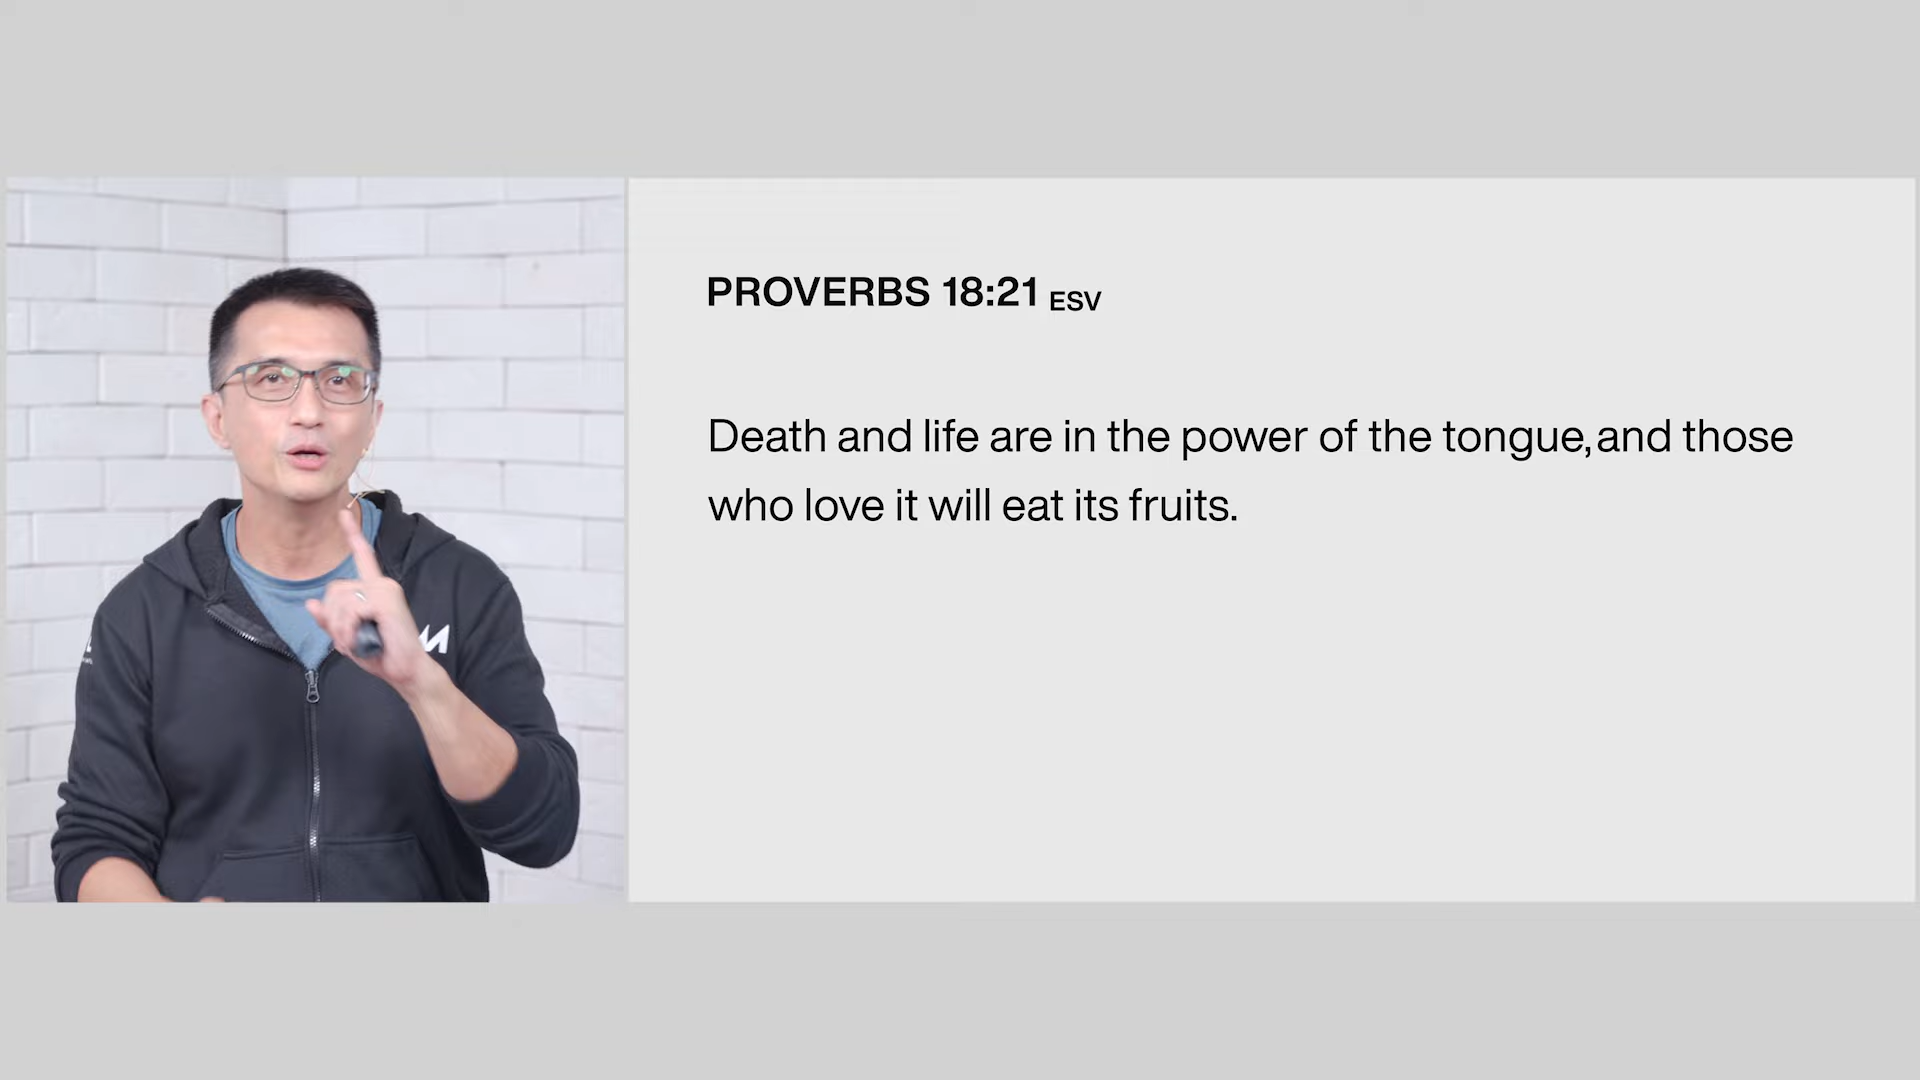 PROVERBS 18:21 ESV
Death and life are in the power of the tongue, and those
who love it will eat its fruits.